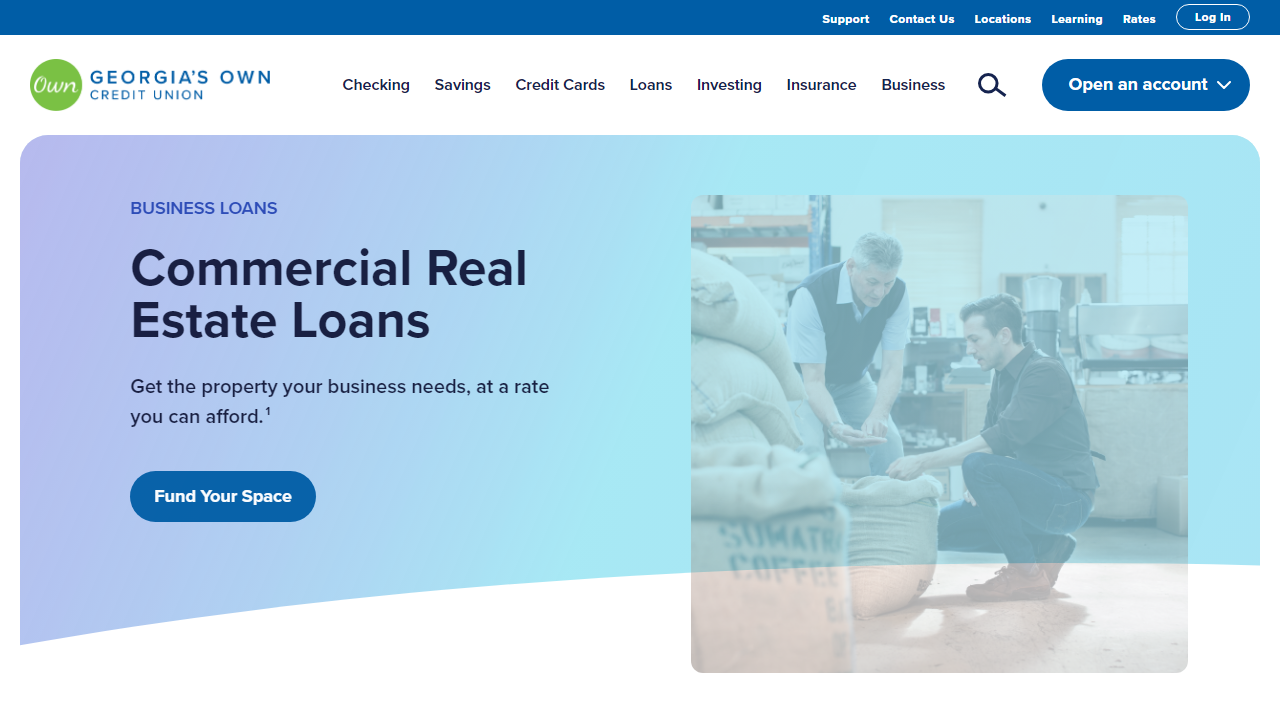 Support Contact Us Locations Learning Rates Log In
Own GEORGIA'S OWN
CREDIT UNION
Checking Savings Credit Cards Loans Investing Insurance Business Open an account
BUSINESS LOANS
Commercial Real
Estate Loans
Get the property your business needs, at a rate
you can afford.¹
Fund Your Space
SUMATR
COFFEE